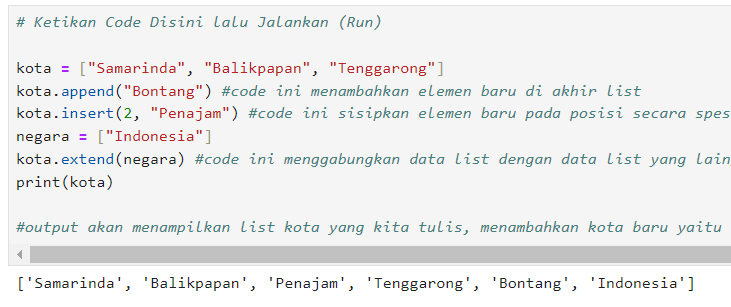 # Ketikan Code Disini lalu Jalankan (Run)
kota = ["Samarinda", "Balikpapan", "Tenggarong"]
kota.append("Bontang") #code ini menambahkan elemen baru di akhir list
kota.insert(2, "Penajam") #code ini sisipkan elemen baru pada posisi secara spes
negara = ["Indonesia"]
kota.extend(negara) #code ini menggabungkan data list dengan data list yang lain
print(kota)
#output akan menampilkan list kota yang kita tulis, menambahkan kota baru yaitu
['Samarinda', 'Balikpapan', 'Penajam', 'Tenggarong', 'Bontang', 'Indonesia']